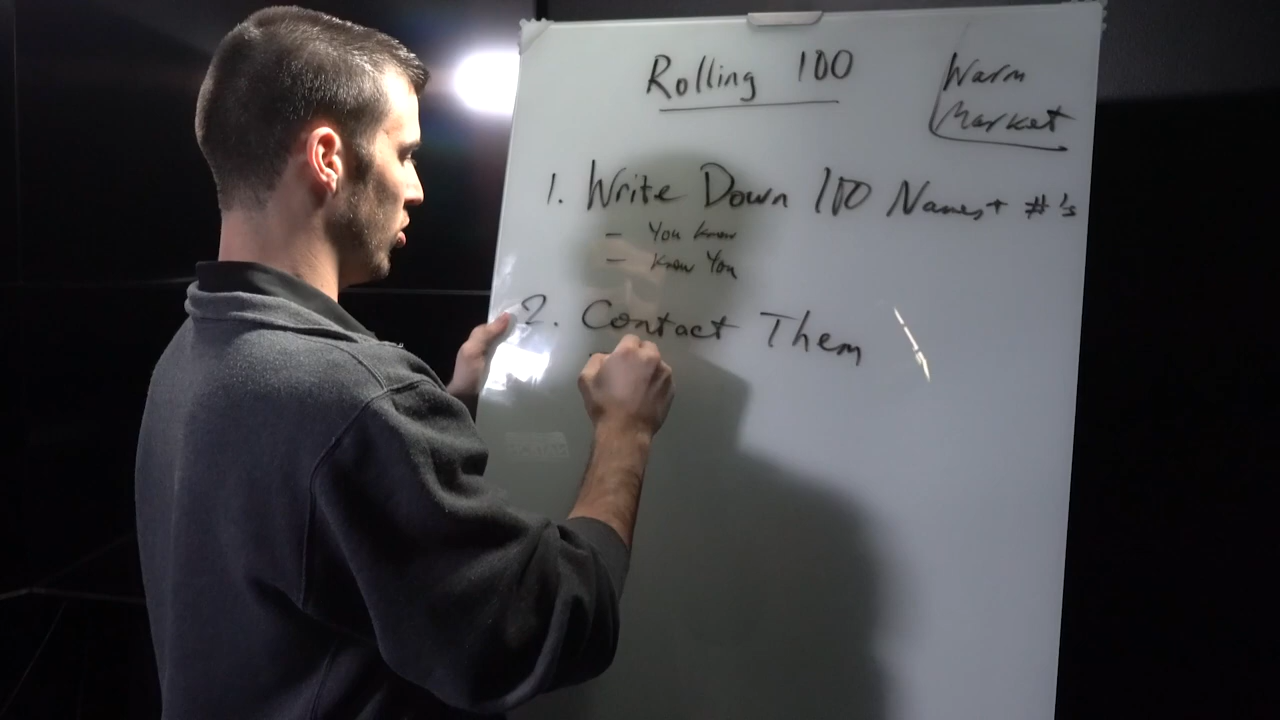 Rolling 100
Warm
Market
1. Write Down 100 Names + #'s
- You Know
- Know You
2. Contact Them